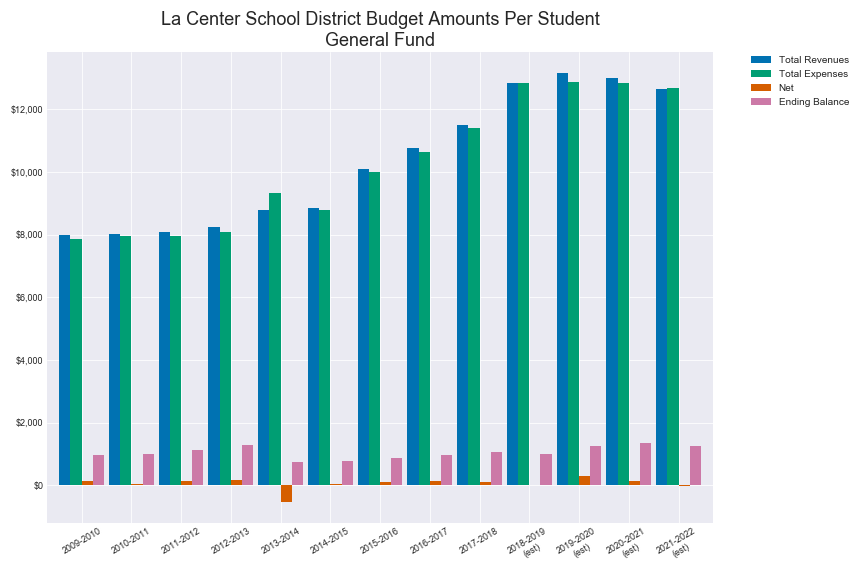 La Center School District Budget Amounts Per Student
General Fund
Total Revenues
Total Expenses
Net
Ending Balance
$12,000
$10,000
$8,000
$6,000
$4,000
$2,000
$0
2009-2010
2010-2011
2011-2012
2012-2013
2013-2014
2014-2015
2015-2016
2016-2017
2017-2018
2018-2019
(est)
2019-2020
(est)
2020-2021
(est)
2021-2022
(est)